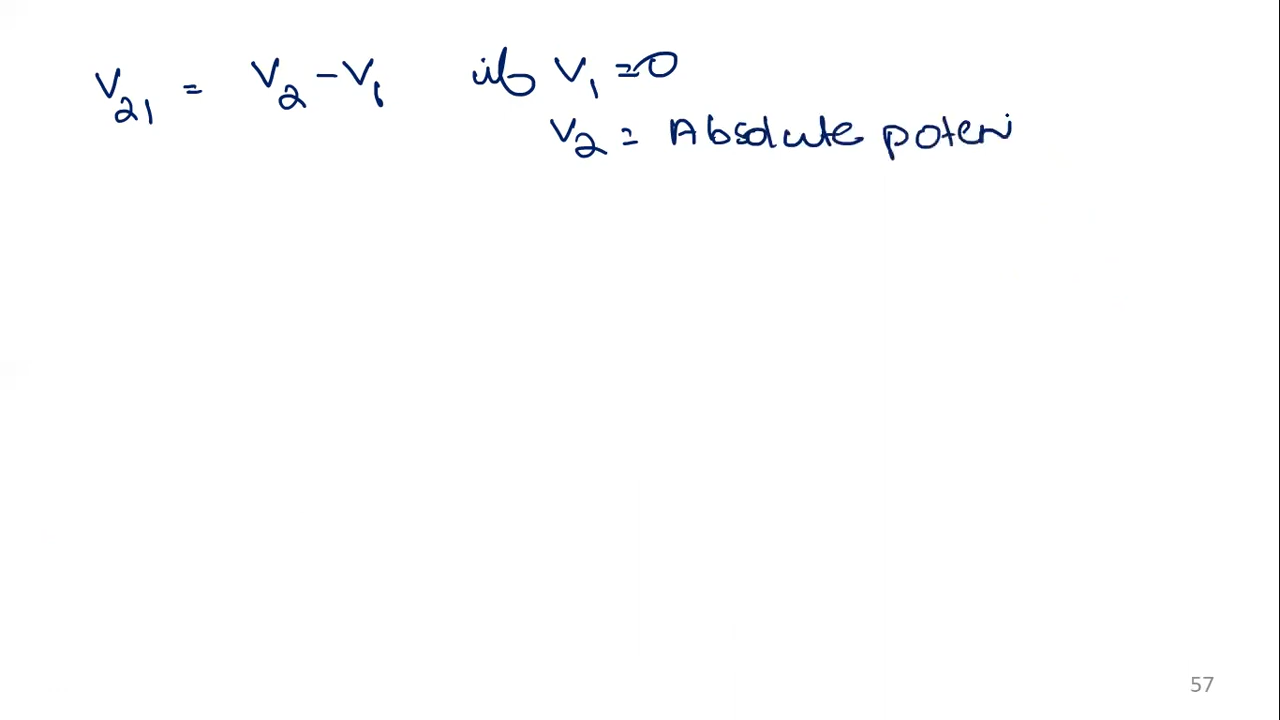 V₂₁ = V₂ - V₁ if V₁ = 0
V₂ = Absolute poten
57